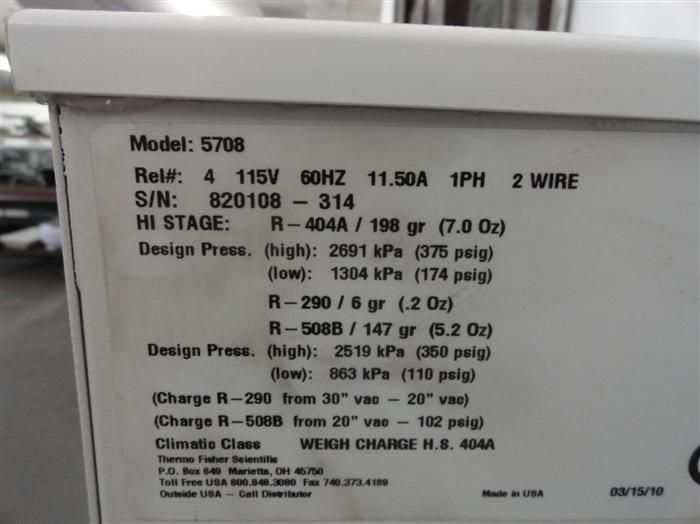 Model: 5708
Rel#: 4 115V 60HZ 11.50A 1PH 2 WIRE
S/N: 820108 – 314
HI STAGE: R – 404A / 198 gr (7.0 Oz)
Design Press. (high): 2691 kPa (375 psig)
(low): 1304 kPa (174 psig)
R – 290 / 6 gr (.2 Oz)
R – 508B / 147 gr (5.2 Oz)
Design Press. (high): 2519 kPa (350 psig)
(low): 863 kPa (110 psig)
(Charge R – 290 from 30" vac – 20" vac)
(Charge R – 508B from 20" vac – 102 psig)
Climatic Class WEIGH CHARGE H.S. 404A
Thermo Fisher Scientific
P.O. Box 649 Marietta, OH 45750
Toll Free USA 800.848.3080 Fax 740.373.4189
Outside USA – Call Distributor Made in USA 03/15/10